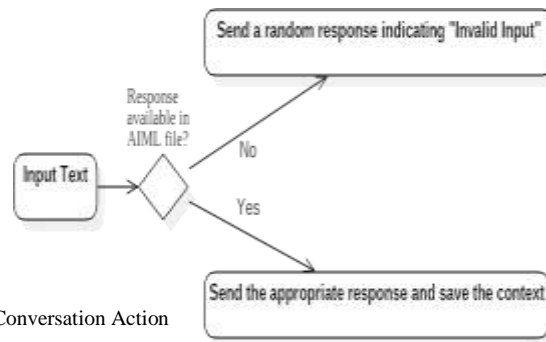 Send a random response indicating "Invalid Input"
Response
available in
AIML file?
No
Input Text
Yes
Send the appropriate response and save the context
Conversation Action